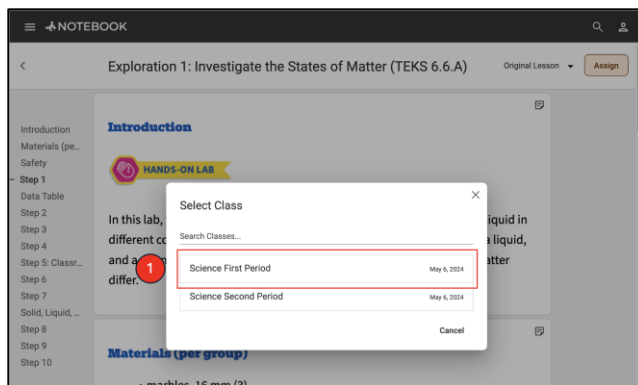 NOTEBOOK
Exploration 1: Investigate the States of Matter (TEKS 6.6.A)
Original Lesson
Assign
Introduction
Materials (pe...
Safety
Step 1
Data Table
Step 2
Step 3
Step 4
Step 5: Classr...
Step 6
Step 7
Solid, Liquid, ...
Step 8
Step 9
Step 10
Introduction
HANDS-ON LAB
In this lab,
iquid in
different co
a liquid,
and a
atter
differ.
Select Class
Search Classes...
1
Science First Period
May 6, 2024
Science Second Period
May 6, 2024
Cancel
Materials (per group)
marbles, 16 mm (3)